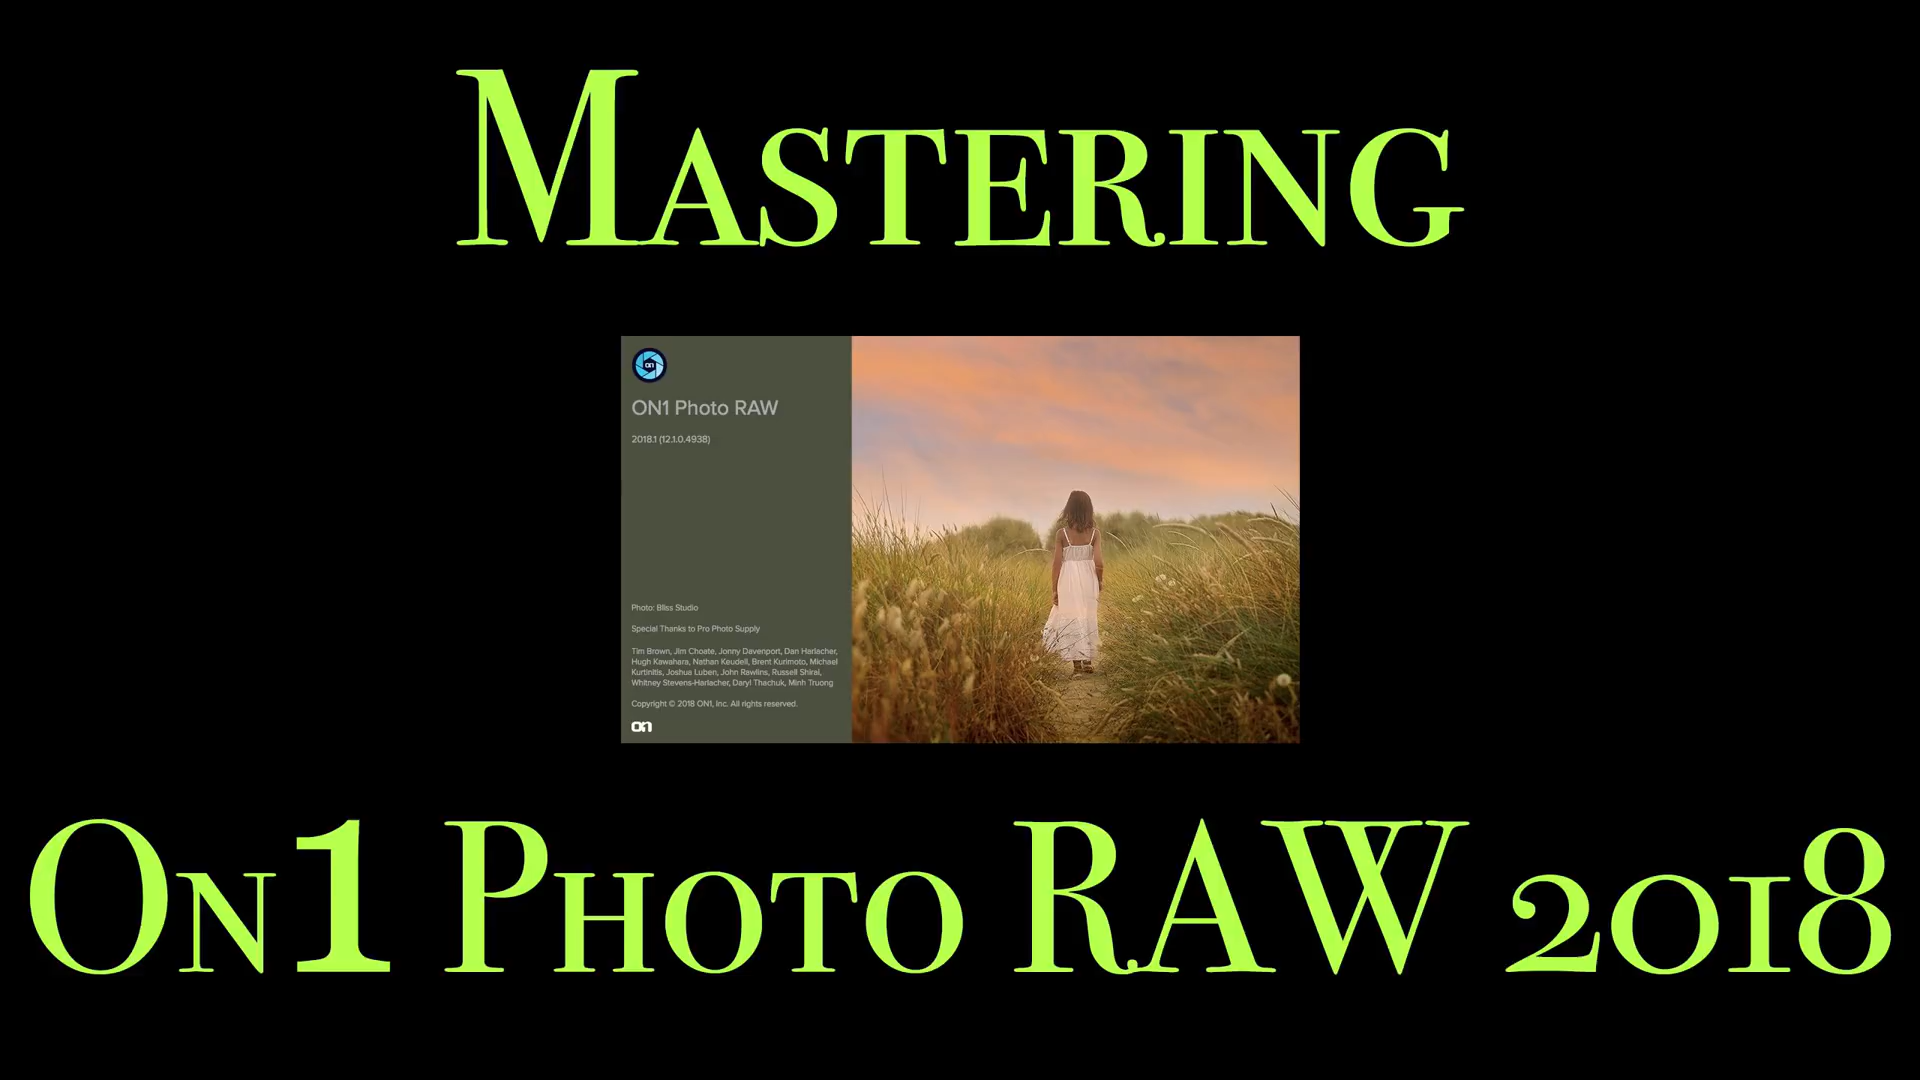 Mastering
ON1
ON1 Photo RAW
2018.1 (12.1.0.4938)
Photo: Bliss Studio
Special Thanks to Pro Photo Supply
Tim Brown, Jim Choate, Jonny Davenport, Dan Harlacher,
Hugh Kawahara, Nathan Keudell, Brent Kurimoto, Michael
Kurtinitis, Joshua Luben, John Rawlins, Russell Shiral,
Whitney Stevens-Harlacher, Daryl Thachuk, Minh Truong
Copyright © 2018 ON1, Inc. All rights reserved.
on1
On1 Photo RAW 2018